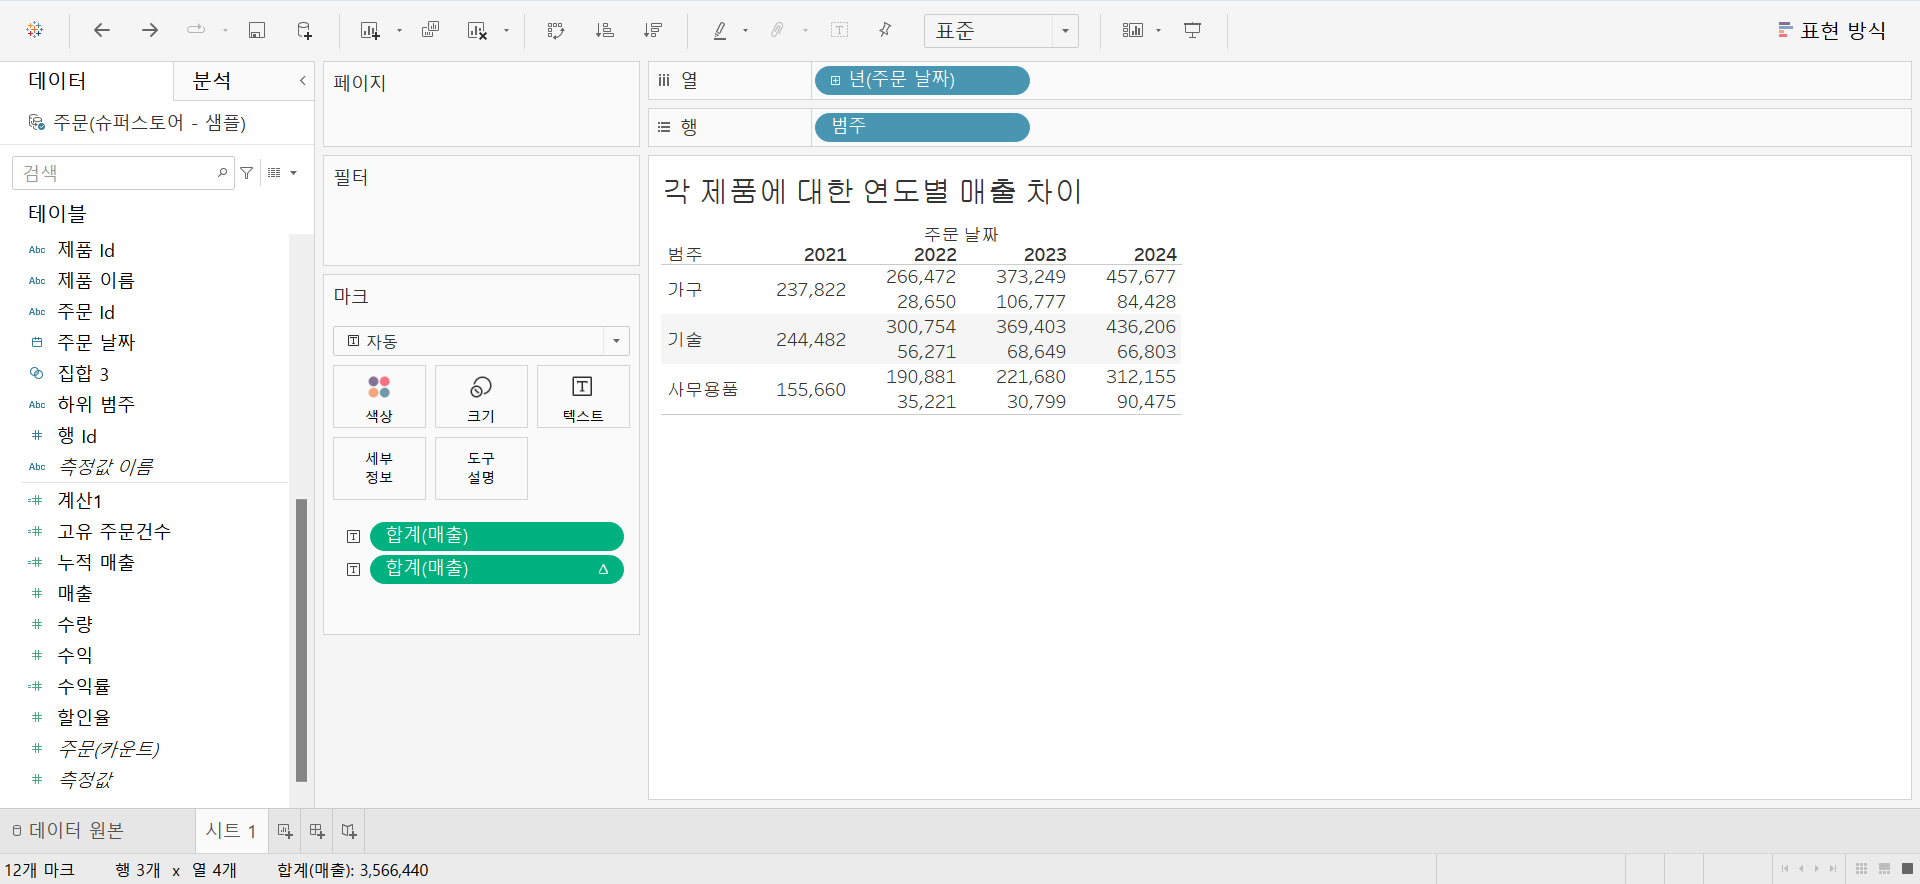 표준
표현 방식
데이터
분석
주문(슈퍼스토어 - 샘플)
검색
테이블
Abc 제품 Id
Abc 제품 이름
Abc 주문 Id
주문 날짜
집합 3
Abc 하위 범주
행 Id
Abc 측정값 이름
계산1
고유 주문건수
누적 매출
매출
수량
수익
수익률
할인율
주문(카운트)
측정값
페이지
필터
마크
자동
색상
크기
텍스트
세부
정보
도구
설명
합계(매출)
합계(매출) Δ
열
년(주문 날짜)
행
범주
각 제품에 대한 연도별 매출 차이
주문 날짜
범주 2021 2022 2023 2024
가구 237,822 266,472 373,249 457,677
28,650 106,777 84,428
기술 244,482 300,754 369,403 436,206
56,271 68,649 66,803
사무용품 155,660 190,881 221,680 312,155
35,221 30,799 90,475
데이터 원본
시트 1
12개 마크 행 3개 x 열 4개 합계(매출): 3,566,440